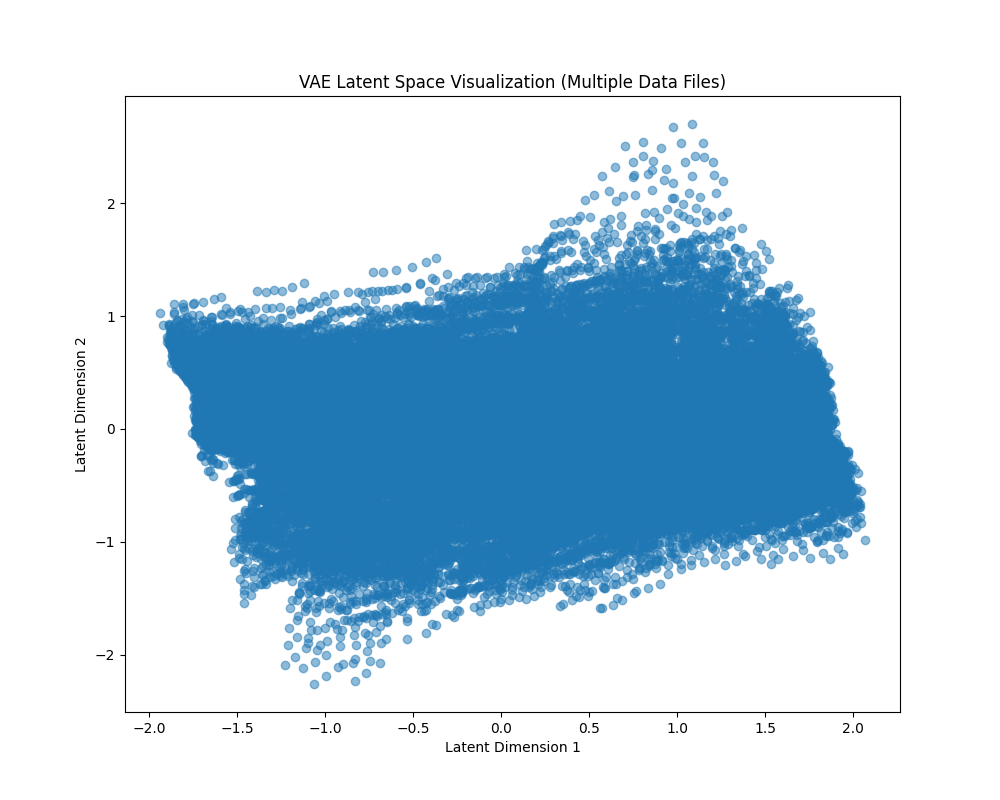 VAE Latent Space Visualization (Multiple Data Files)
Latent Dimension 2
2
1
0
−1
−2
−2.0 −1.5 −1.0 −0.5 0.0 0.5 1.0 1.5 2.0
Latent Dimension 1